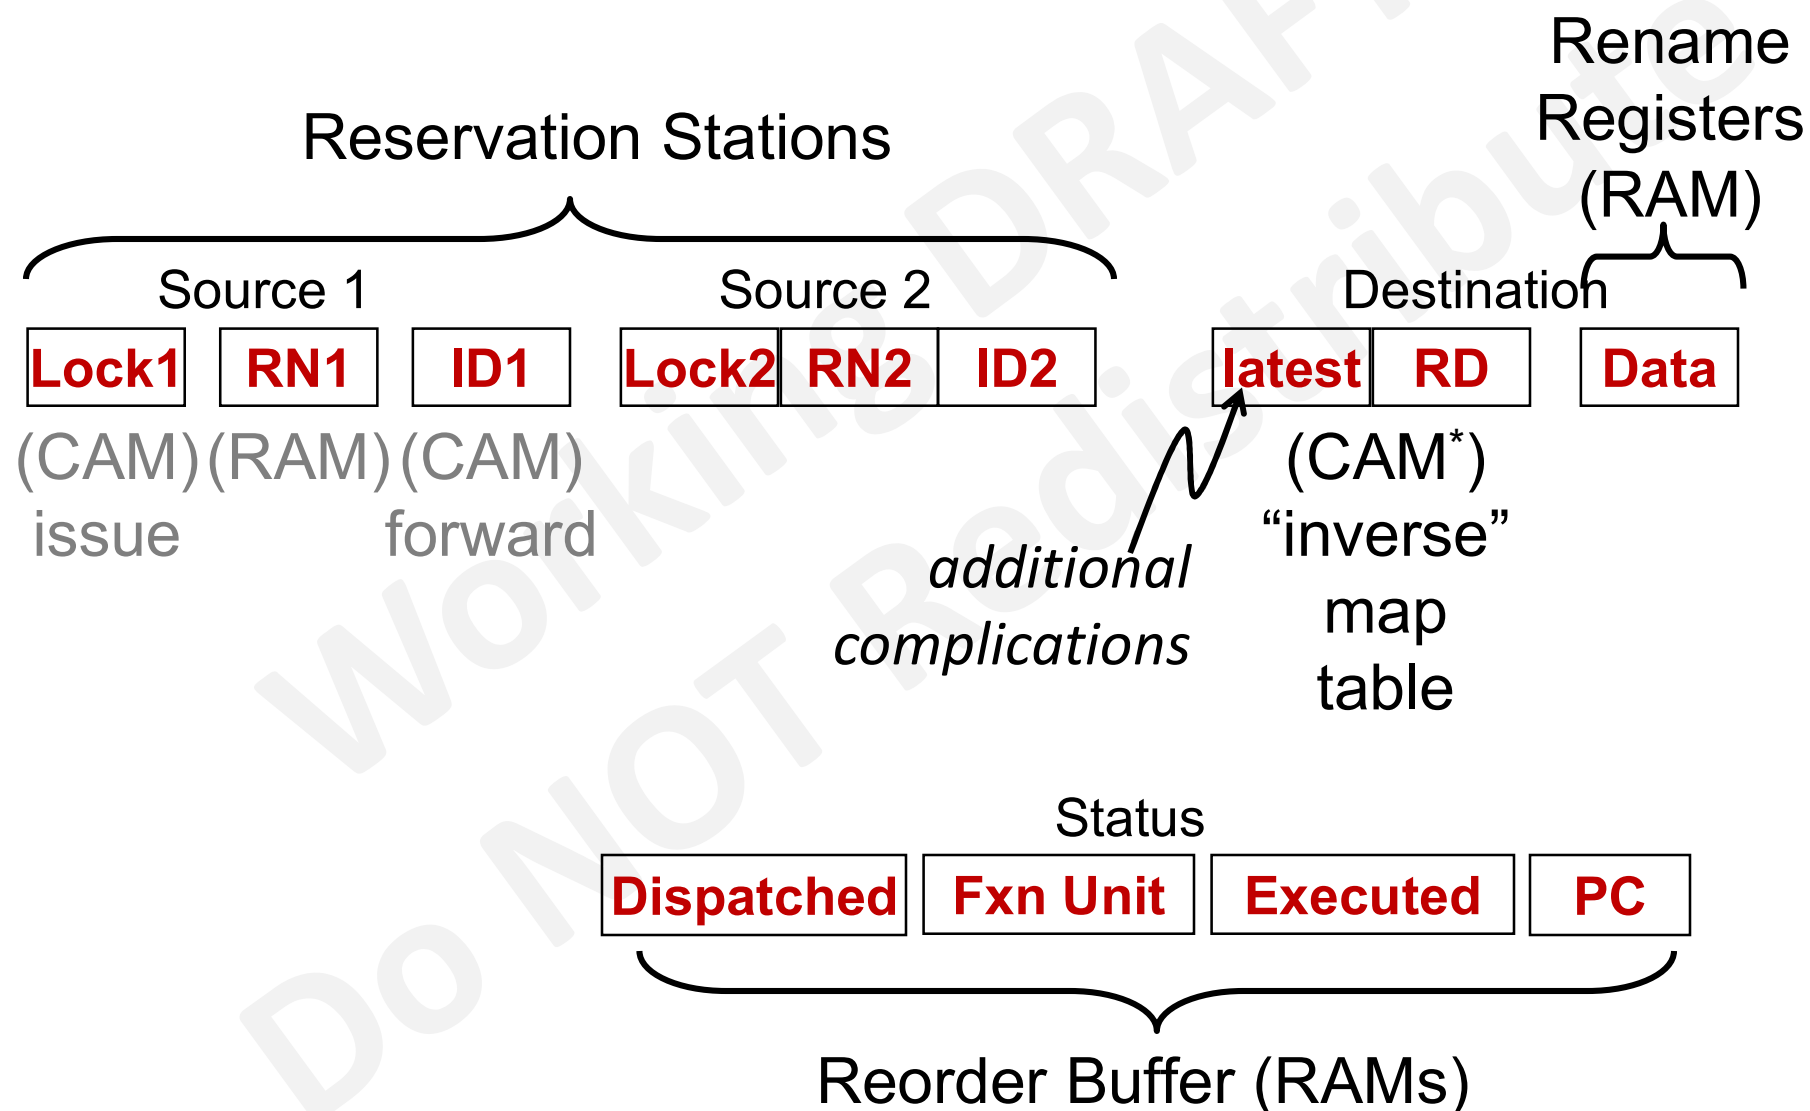 Rename
Registers
(RAM)
Reservation Stations
Source 1
Source 2
Destination
Lock1 RN1 ID1 Lock2 RN2 ID2 latest RD Data
(CAM) (RAM) (CAM)
issue forward
(CAM*)
“inverse”
map
table
additional
complications
Status
Dispatched Fxn Unit Executed PC
Reorder Buffer (RAMs)
Working DRAFT
Do NOT Redistribute